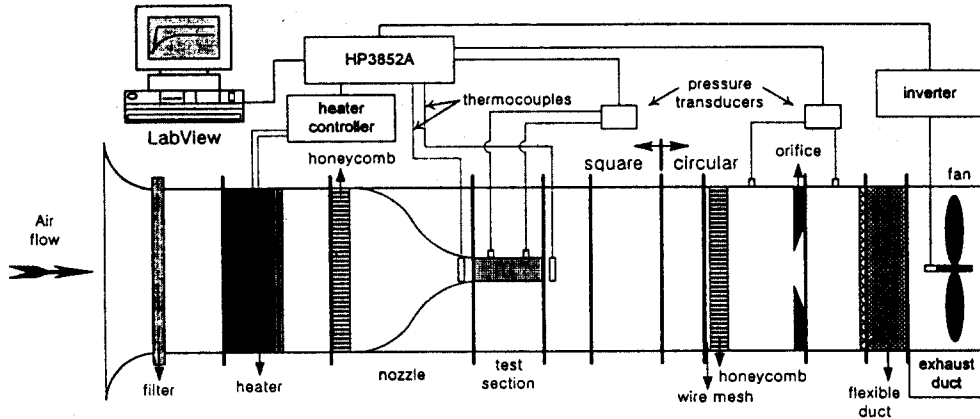 HP3852A
LabView
heater
controller
thermocouples
pressure
transducers
inverter
honeycomb
square
circular
orifice
fan
Air
flow
filter
heater
nozzle
test
section
wire mesh
honeycomb
flexible
duct
exhaust
duct